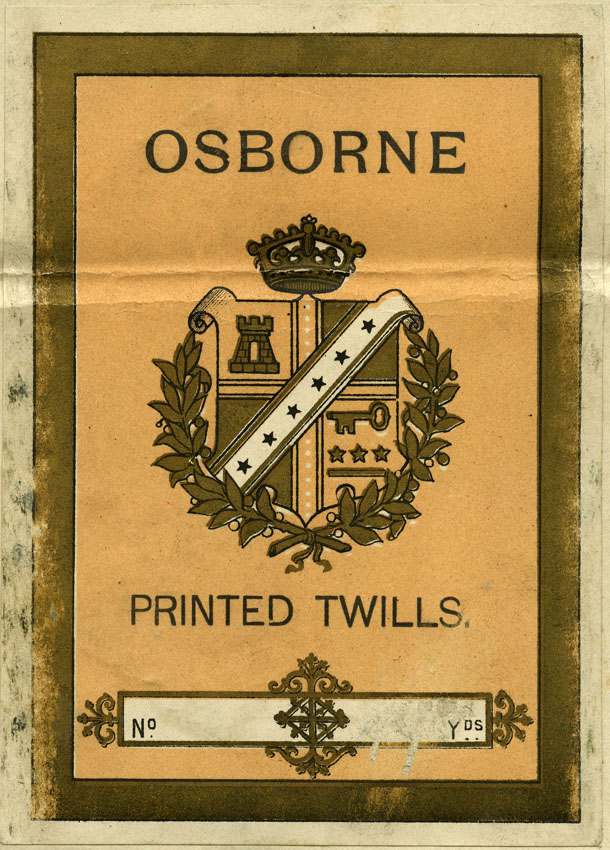 OSBORNE
PRINTED TWILLS.
No Yds